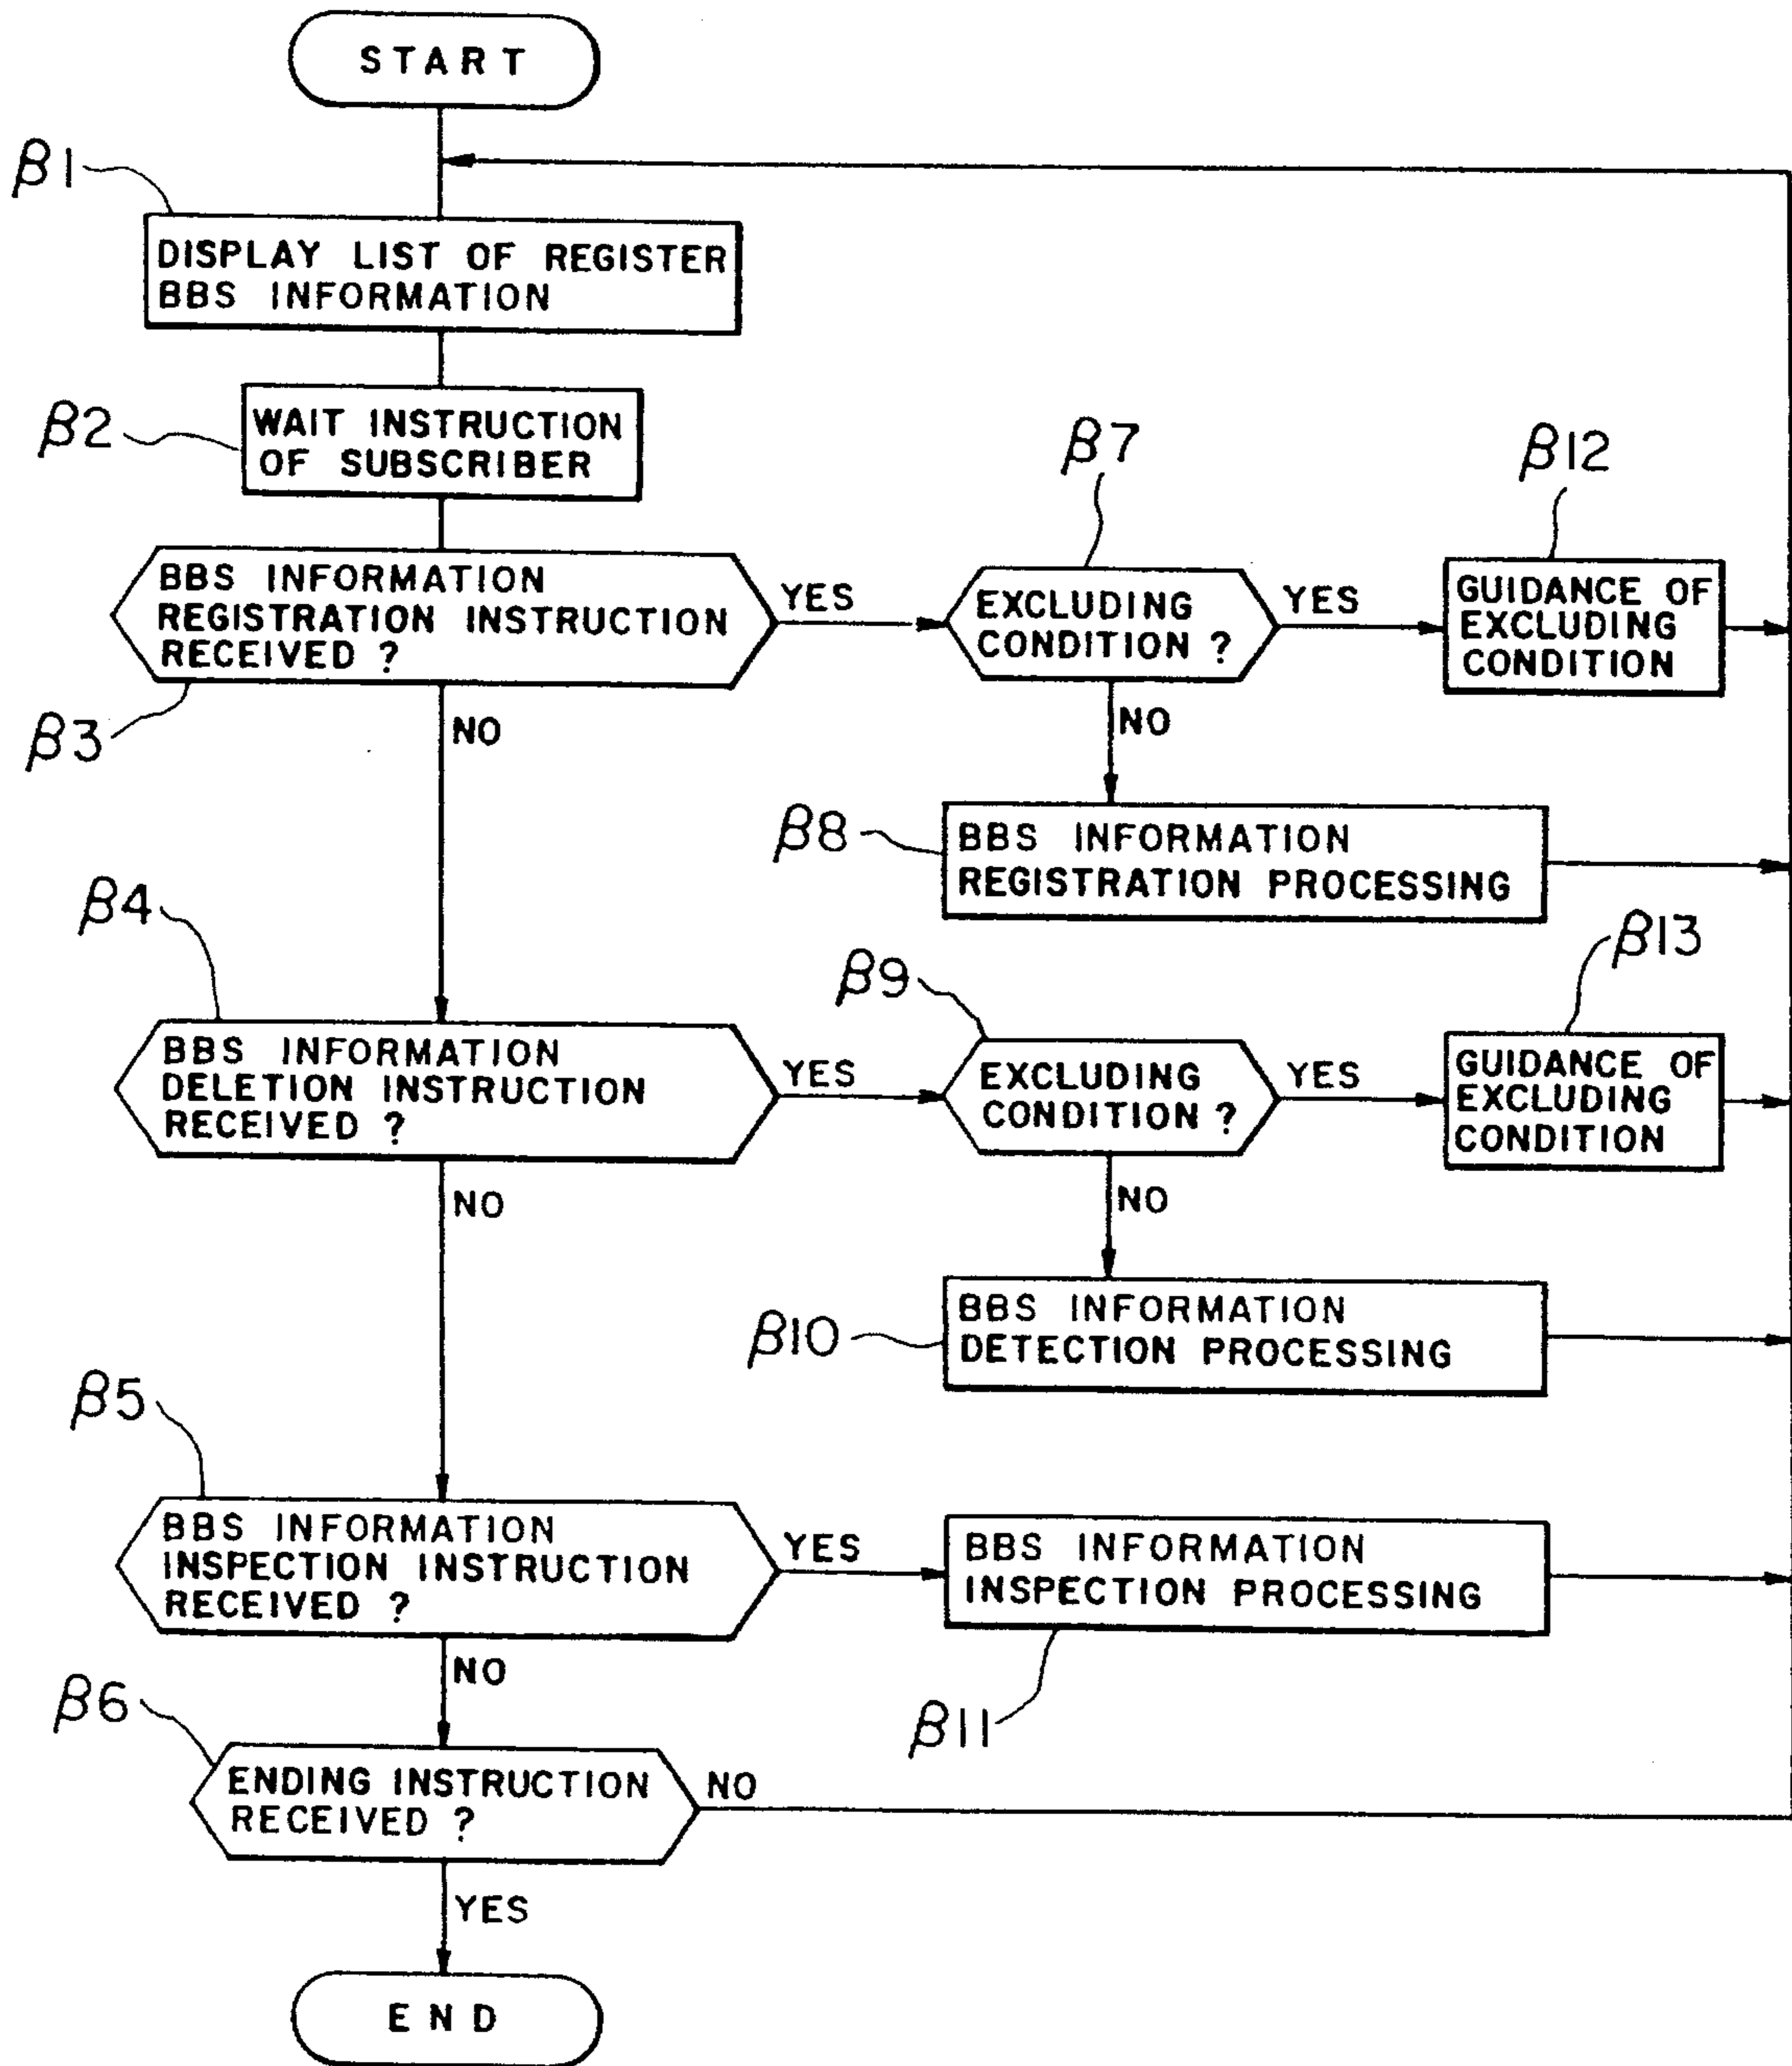 START
β1
DISPLAY LIST OF REGISTER
BBS INFORMATION
β2
WAIT INSTRUCTION
OF SUBSCRIBER
β3
BBS INFORMATION
REGISTRATION INSTRUCTION
RECEIVED ?
YES
NO
β7
EXCLUDING
CONDITION ?
YES
NO
β12
GUIDANCE OF
EXCLUDING
CONDITION
β8
BBS INFORMATION
REGISTRATION PROCESSING
β4
BBS INFORMATION
DELETION INSTRUCTION
RECEIVED ?
YES
NO
β9
EXCLUDING
CONDITION ?
YES
NO
β13
GUIDANCE OF
EXCLUDING
CONDITION
β10
BBS INFORMATION
DETECTION PROCESSING
β5
BBS INFORMATION
INSPECTION INSTRUCTION
RECEIVED ?
YES
NO
BBS INFORMATION
INSPECTION PROCESSING
β11
β6
ENDING INSTRUCTION
RECEIVED ?
NO
YES
END